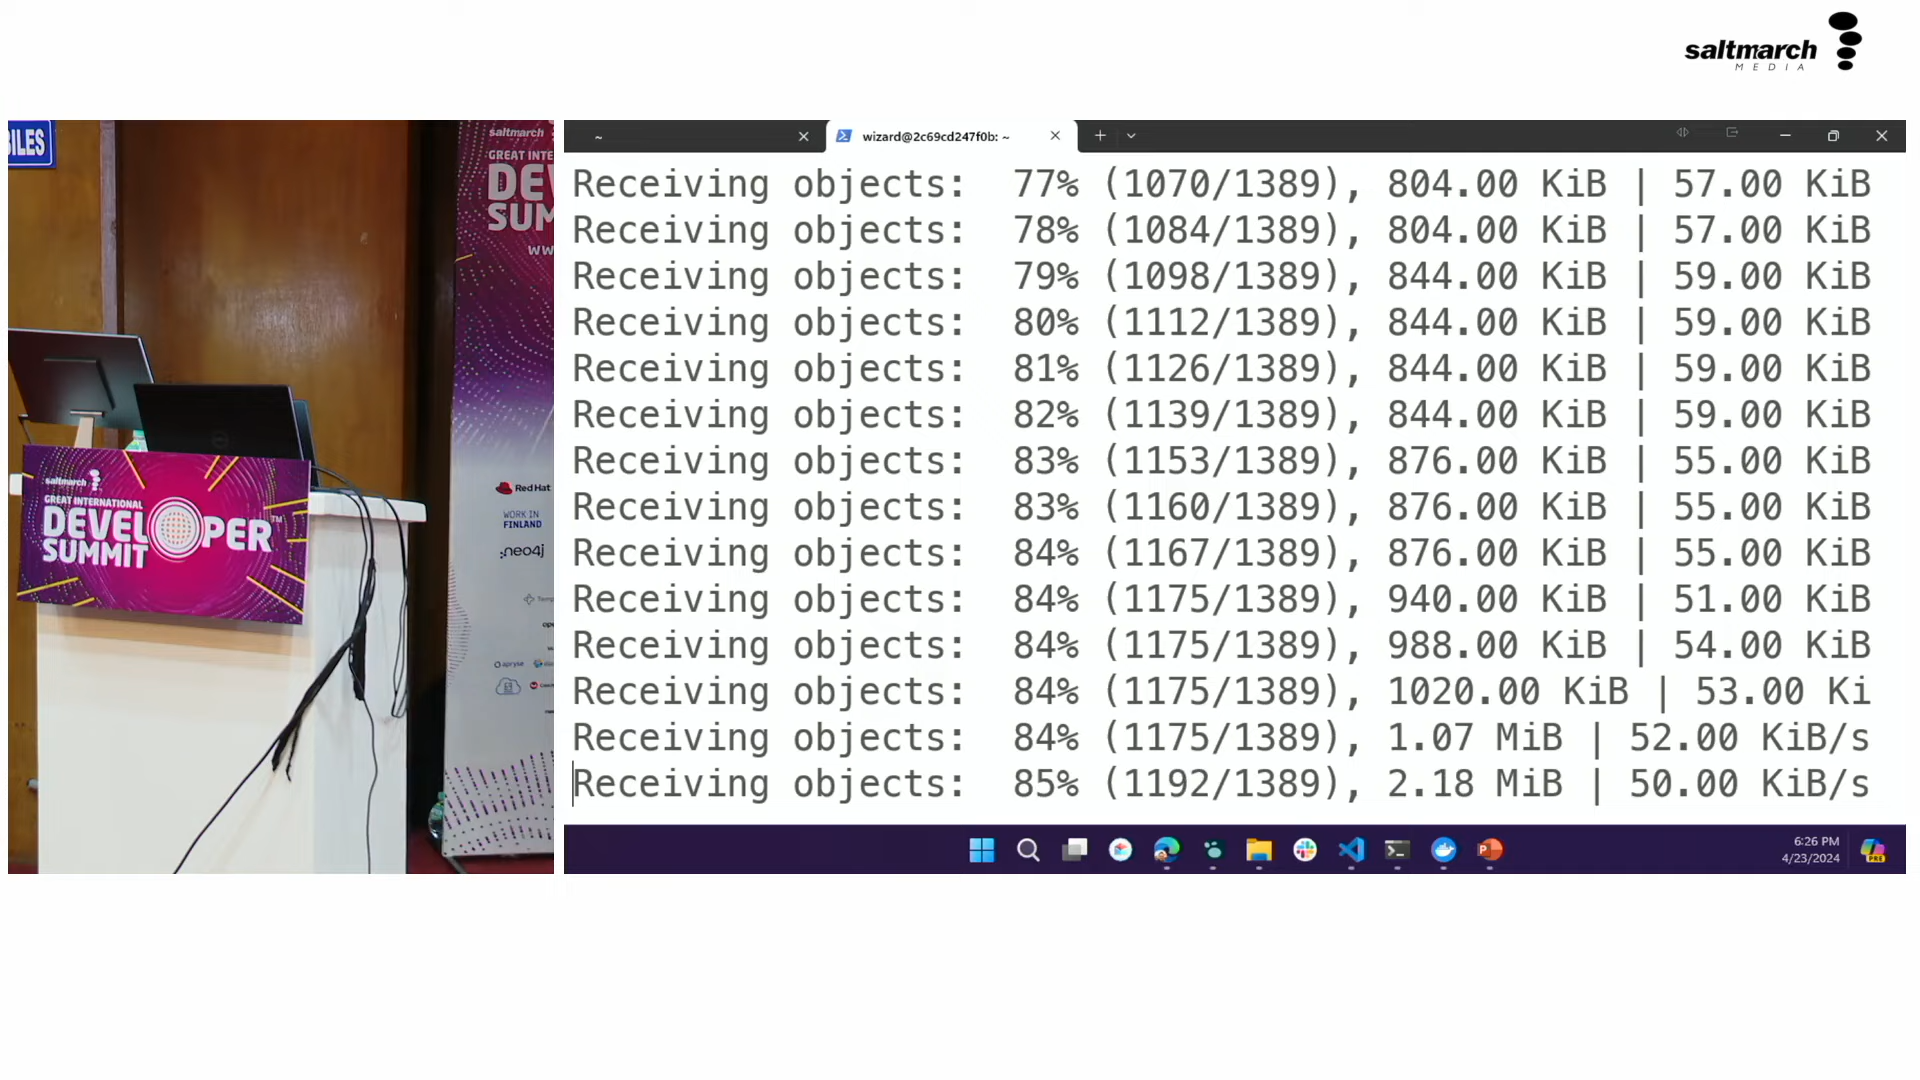 saltmarch
MEDIA
ILES
saltmarch
GREAT INTE
DE
SUM
WW
~
wizard@2c69cd247f0b: ~
Receiving objects:  77% (1070/1389), 804.00 KiB | 57.00 KiB
Receiving objects:  78% (1084/1389), 804.00 KiB | 57.00 KiB
Receiving objects:  79% (1098/1389), 844.00 KiB | 59.00 KiB
Receiving objects:  80% (1112/1389), 844.00 KiB | 59.00 KiB
Receiving objects:  81% (1126/1389), 844.00 KiB | 59.00 KiB
Receiving objects:  82% (1139/1389), 844.00 KiB | 59.00 KiB
Receiving objects:  83% (1153/1389), 876.00 KiB | 55.00 KiB
Receiving objects:  83% (1160/1389), 876.00 KiB | 55.00 KiB
Receiving objects:  84% (1167/1389), 876.00 KiB | 55.00 KiB
Receiving objects:  84% (1175/1389), 940.00 KiB | 51.00 KiB
Receiving objects:  84% (1175/1389), 988.00 KiB | 54.00 KiB
Receiving objects:  84% (1175/1389), 1020.00 KiB | 53.00 Ki
Receiving objects:  84% (1175/1389), 1.07 MiB | 52.00 KiB/s
Receiving objects:  85% (1192/1389), 2.18 MiB | 50.00 KiB/s
saltmarch
GREAT INTERNATIONAL
DEVELOPER™
SUMMIT
Red Hat
WORK IN
FINLAND
neo4j
apryse
6:26 PM
4/23/2024
PRE